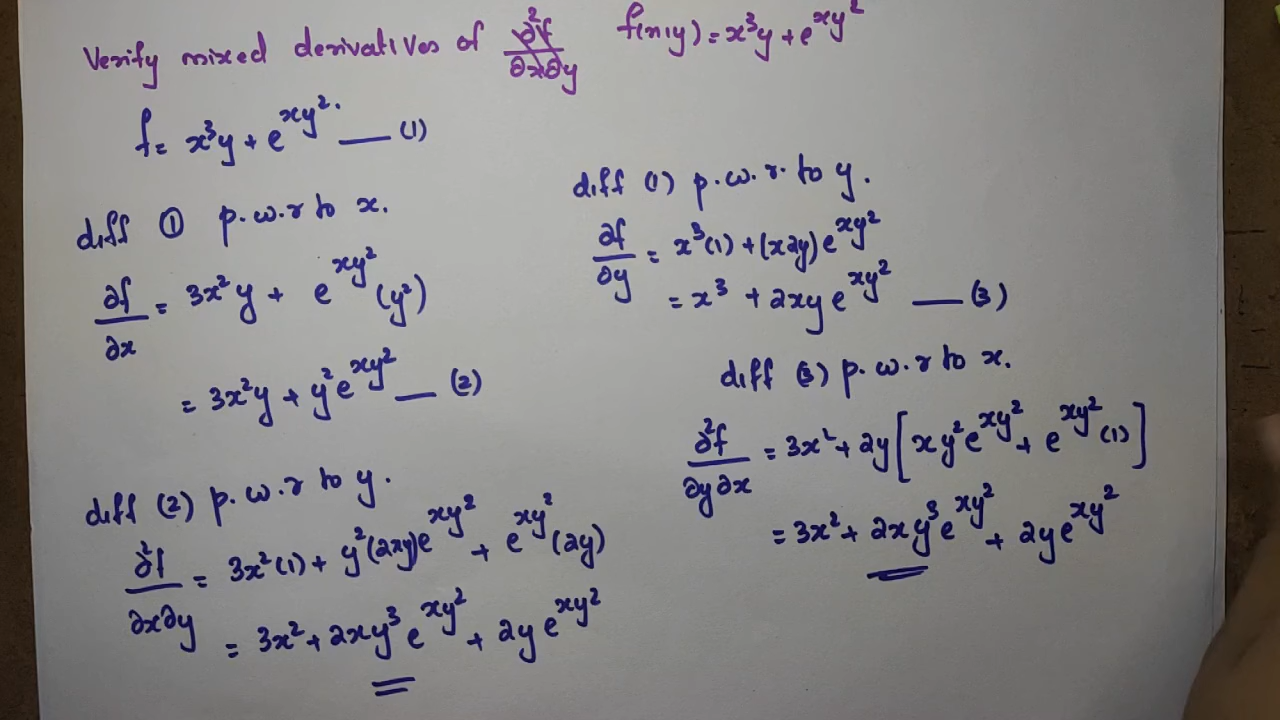 Verify mixed derivatives of ∂²f/∂x∂y f(x,y) = x³y + e^xy²
f = x³y + e^xy². — (1)
diff ① p.w.r to x.
∂f/∂x = 3x²y + e^xy² (y²)
= 3x²y + y²e^xy² — (2)
diff (2) p.w.r to y.
∂²f/∂x∂y = 3x²(1) + y²(2xy)e^xy² + e^xy² (2y)
= 3x² + 2xy³ e^xy² + 2y e^xy²
diff (1) p.w.r. to y.
∂f/∂y = x³(1) + (x2y) e^xy²
= x³ + 2xy e^xy² — (3)
diff (3) p.w.r to x.
∂²f/∂y∂x = 3x² + 2y[xy²e^xy² + e^xy² (1)]
= 3x² + 2xy³e^xy² + 2ye^xy²